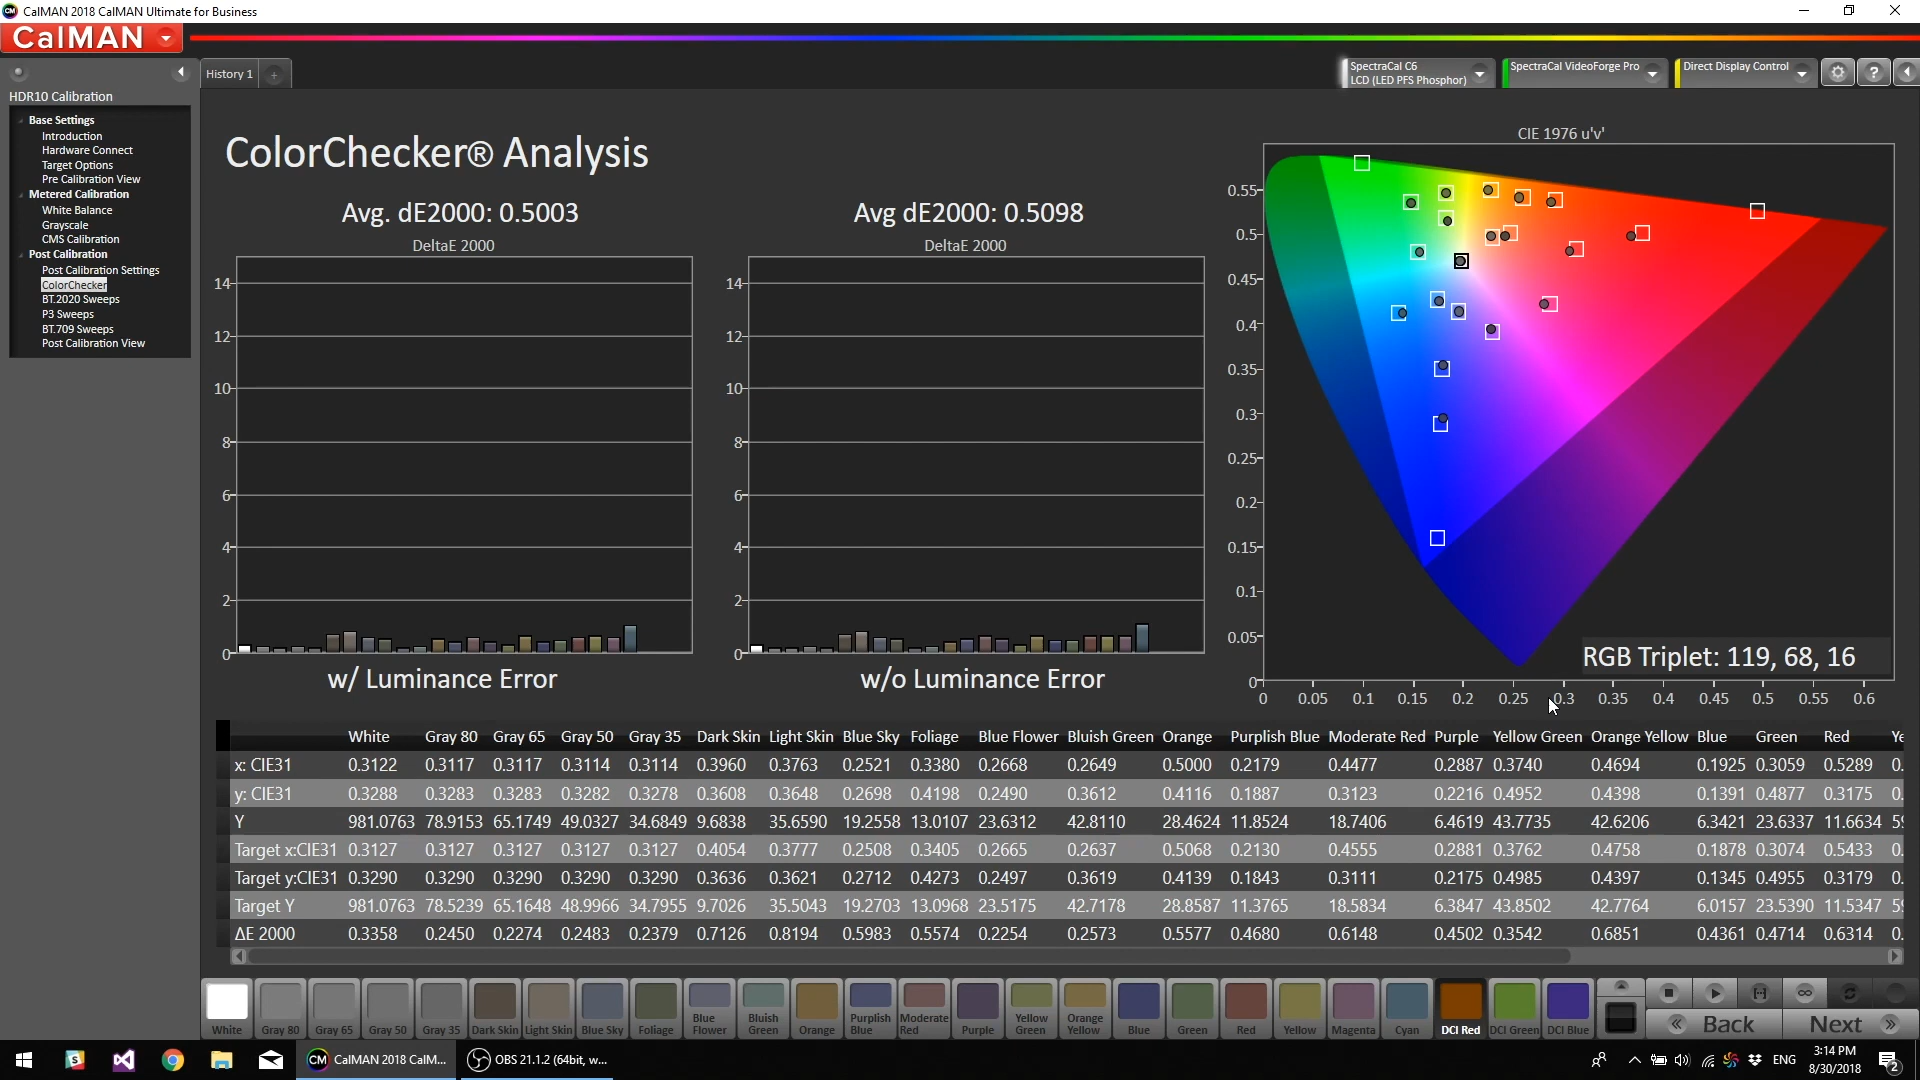 CM CalMAN 2018 CalMAN Ultimate for Business
CalMAN
HDR10 Calibration
Base Settings
Introduction
Hardware Connect
Target Options
Pre Calibration View
Metered Calibration
White Balance
Grayscale
CMS Calibration
Post Calibration
Post Calibration Settings
ColorChecker
BT.2020 Sweeps
P3 Sweeps
BT.709 Sweeps
Post Calibration View
History 1 +
SpectraCal C6
LCD (LED PFS Phosphor)
SpectraCal VideoForge Pro
Direct Display Control
?
ColorChecker® Analysis
Avg. dE2000: 0.5003
DeltaE 2000
14
12
10
8
6
4
2
0
w/ Luminance Error
Avg dE2000: 0.5098
DeltaE 2000
14
12
10
8
6
4
2
0
w/o Luminance Error
CIE 1976 u'v'
0.55
0.5
0.45
0.4
0.35
0.3
0.25
0.2
0.15
0.1
0.05
0
0 0.05 0.1 0.15 0.2 0.25 0.3 0.35 0.4 0.45 0.5 0.55 0.6
RGB Triplet: 119, 68, 16
White Gray 80 Gray 65 Gray 50 Gray 35 Dark Skin Light Skin Blue Sky Foliage Blue Flower Bluish Green Orange Purplish Blue Moderate Red Purple Yellow Green Orange Yellow Blue Green Red Ye
x: CIE31 0.3122 0.3117 0.3117 0.3114 0.3114 0.3960 0.3763 0.2521 0.3380 0.2668 0.2649 0.5000 0.2179 0.4477 0.2887 0.3740 0.4694 0.1925 0.3059 0.5289 0.
y: CIE31 0.3288 0.3283 0.3283 0.3282 0.3278 0.3608 0.3648 0.2698 0.4198 0.2490 0.3612 0.4116 0.1887 0.3123 0.2216 0.4952 0.4398 0.1391 0.4877 0.3175 0.
Y 981.0763 78.9153 65.1749 49.0327 34.6849 9.6838 35.6590 19.2558 13.0107 23.6312 42.8110 28.4624 11.8524 18.7406 6.4619 43.7735 42.6206 6.3421 23.6337 11.6634 59
Target x:CIE31 0.3127 0.3127 0.3127 0.3127 0.3127 0.4054 0.3777 0.2508 0.3405 0.2665 0.2637 0.5068 0.2130 0.4555 0.2881 0.3762 0.4758 0.1878 0.3074 0.5433 0.
Target y:CIE31 0.3290 0.3290 0.3290 0.3290 0.3290 0.3636 0.3621 0.2712 0.4273 0.2497 0.3619 0.4139 0.1843 0.3111 0.2175 0.4985 0.4397 0.1345 0.4955 0.3179 0.
Target Y 981.0763 78.5239 65.1648 48.9966 34.7955 9.7026 35.5043 19.2703 13.0968 23.5175 42.7178 28.8587 11.3765 18.5834 6.3847 43.8502 42.7764 6.0157 23.5390 11.5347 59
ΔE 2000 0.3358 0.2450 0.2274 0.2483 0.2379 0.7126 0.8194 0.5983 0.5574 0.2254 0.2573 0.5577 0.4680 0.6148 0.4502 0.3542 0.6851 0.4361 0.4714 0.6314 0.
White
Gray 80
Gray 65
Gray 50
Gray 35
Dark Skin
Light Skin
Blue Sky
Foliage
Blue
Flower
Bluish
Green
Orange
Purplish
Blue
Moderate
Red
Purple
Yellow
Green
Orange
Yellow
Blue
Green
Red
Yellow
Magenta
Cyan
DCI Red
DCI Green
DCI Blue
Back
Next
CM CalMAN 2018 CalM...
OBS 21.1.2 (64bit, w...
ENG
3:14 PM
8/30/2018
2